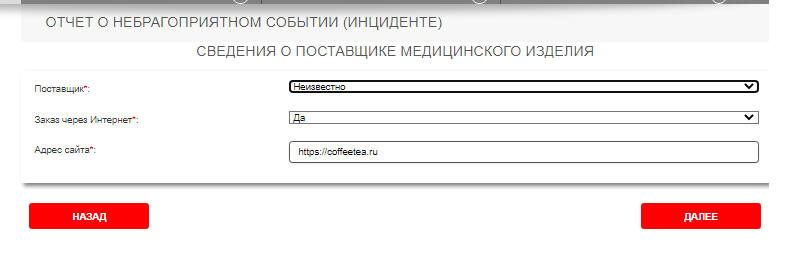 ОТЧЕТ О НЕБРАГОПРИЯТНОМ СОБЫТИИ (ИНЦИДЕНТЕ)
СВЕДЕНИЯ О ПОСТАВЩИКЕ МЕДИЦИНСКОГО ИЗДЕЛИЯ
Поставщик*: Неизвестно
Заказ через Интернет*: Да
Адрес сайта*: https://coffeetea.ru
НАЗАД ДАЛЕЕ